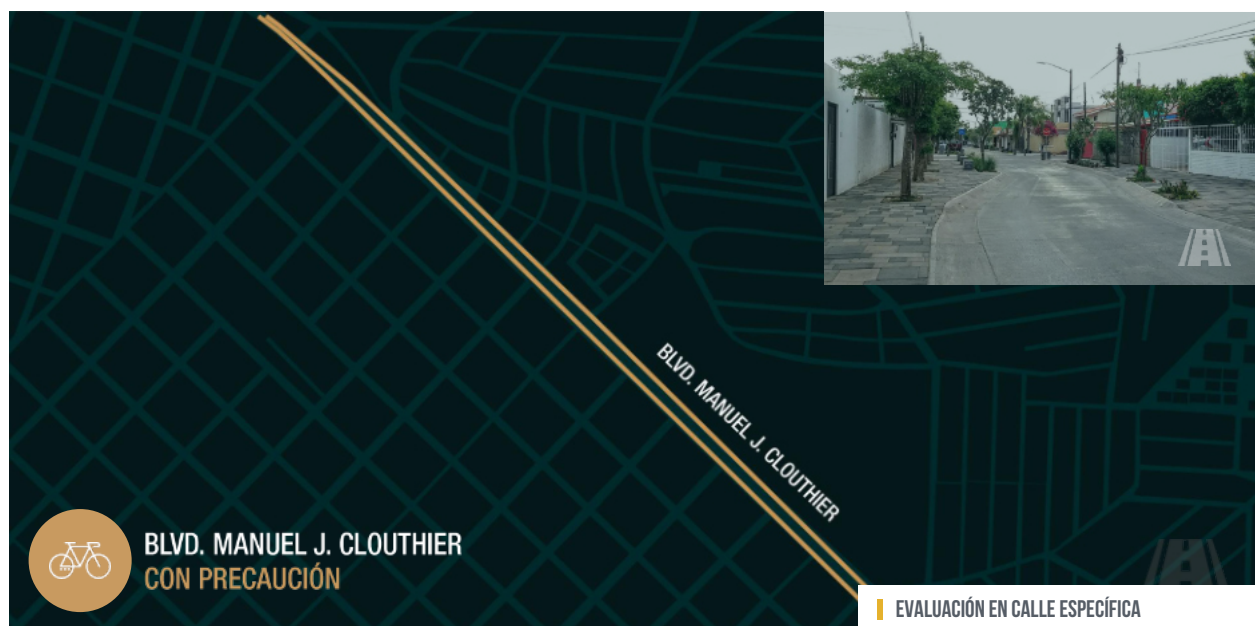 BLVD. MANUEL J. CLOUTHIER
BLVD. MANUEL J. CLOUTHIER
CON PRECAUCIÓN
EVALUACIÓN EN CALLE ESPECÍFICA